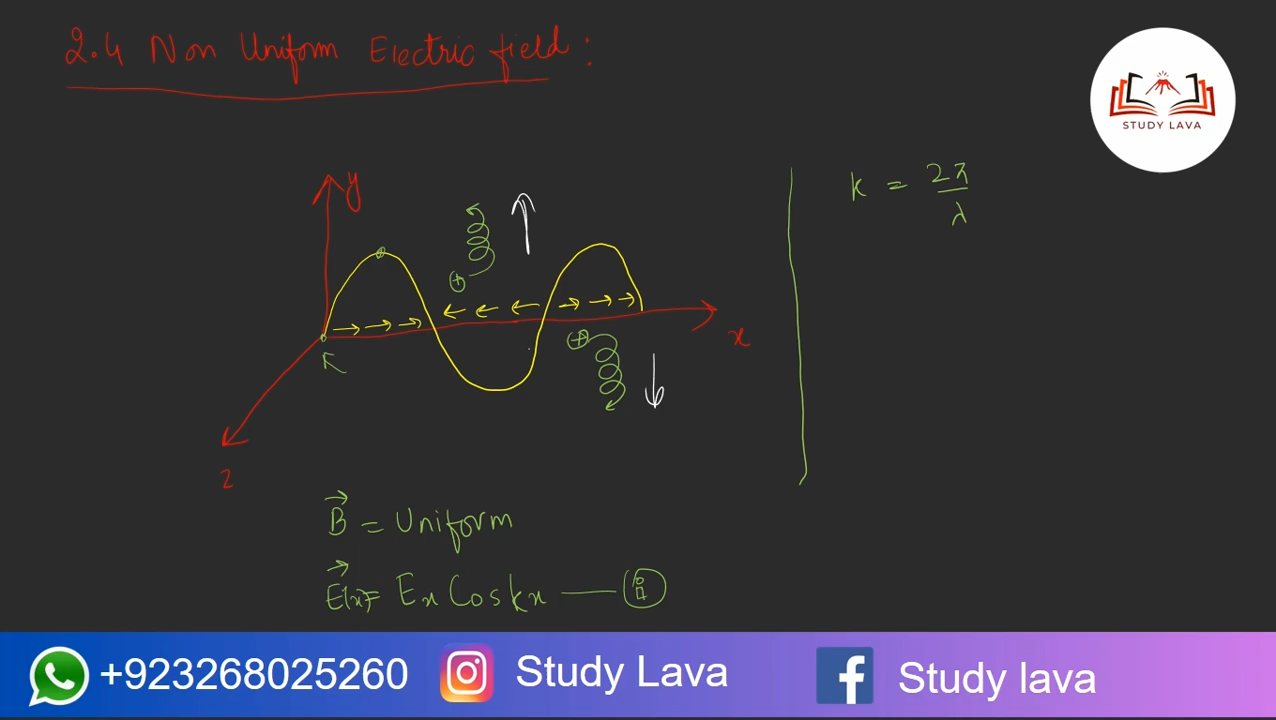 2.4 Non Uniform Electric field :
STUDY LAVA
y
x
z
k = 2π/λ
B⃗ = Uniform
E⃗(x) = Eₓ Cos kx —— (i)
+923268025260
Study Lava
Study lava